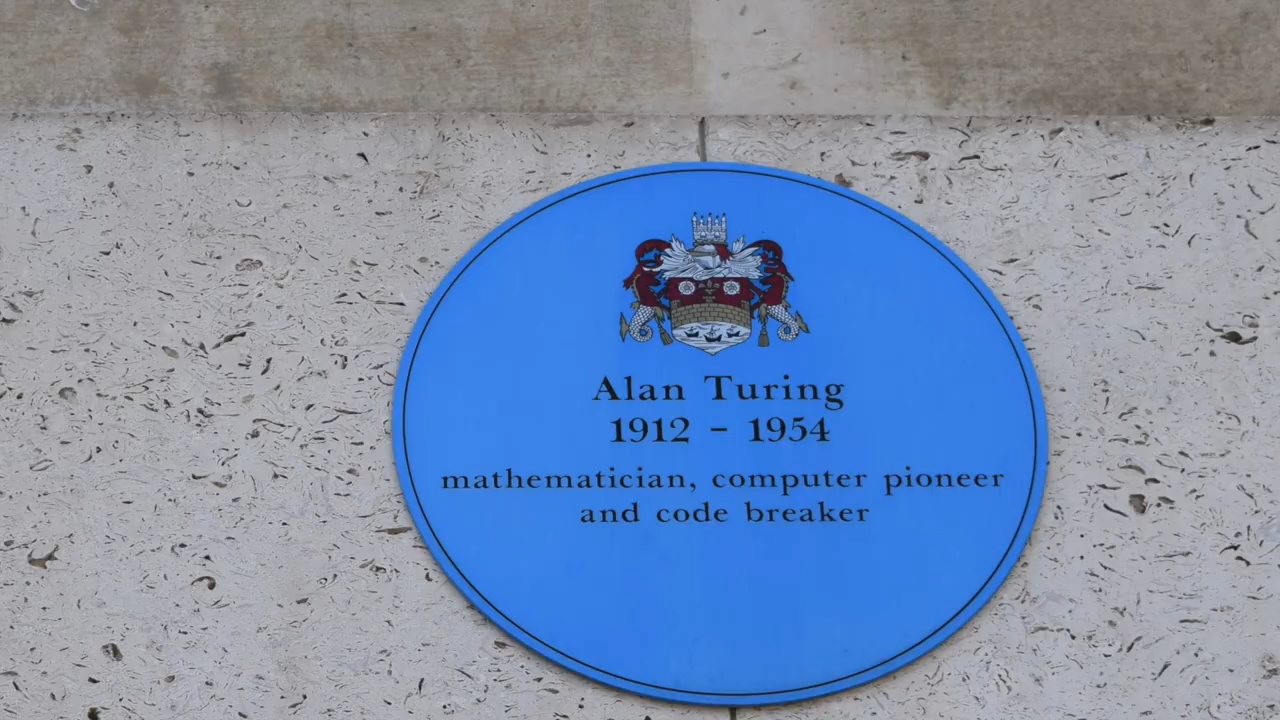 Alan Turing
1912 – 1954
mathematician, computer pioneer
and code breaker